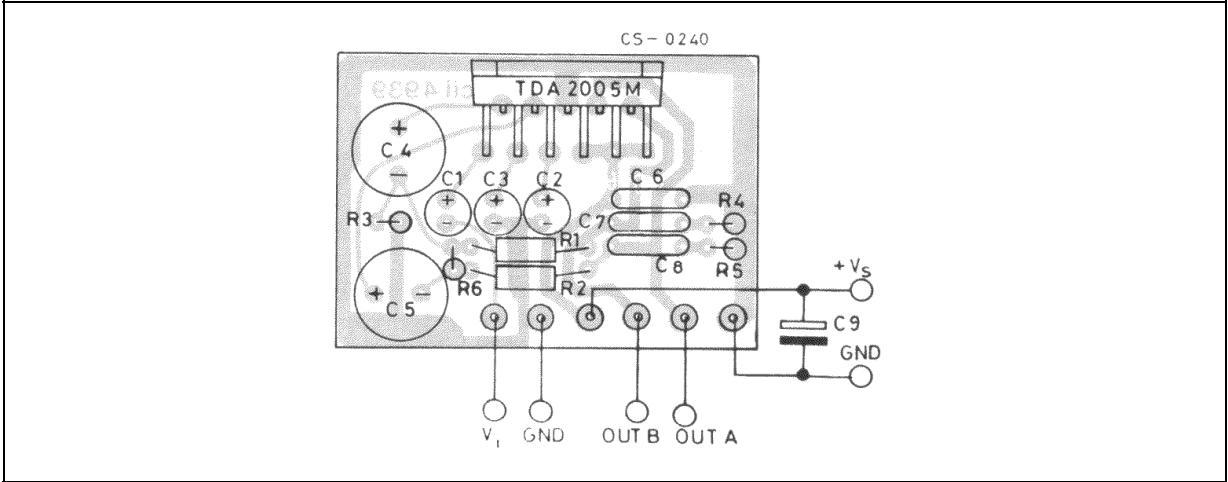 CS-0240
TDA 2005M
+
C4
-
C1 C3 C2 C6
+ + +
R3 - - - C7 R4
R1 C8 R5
R6 R2
+ - +Vs
C5
C9
GND
VI GND OUT B OUT A